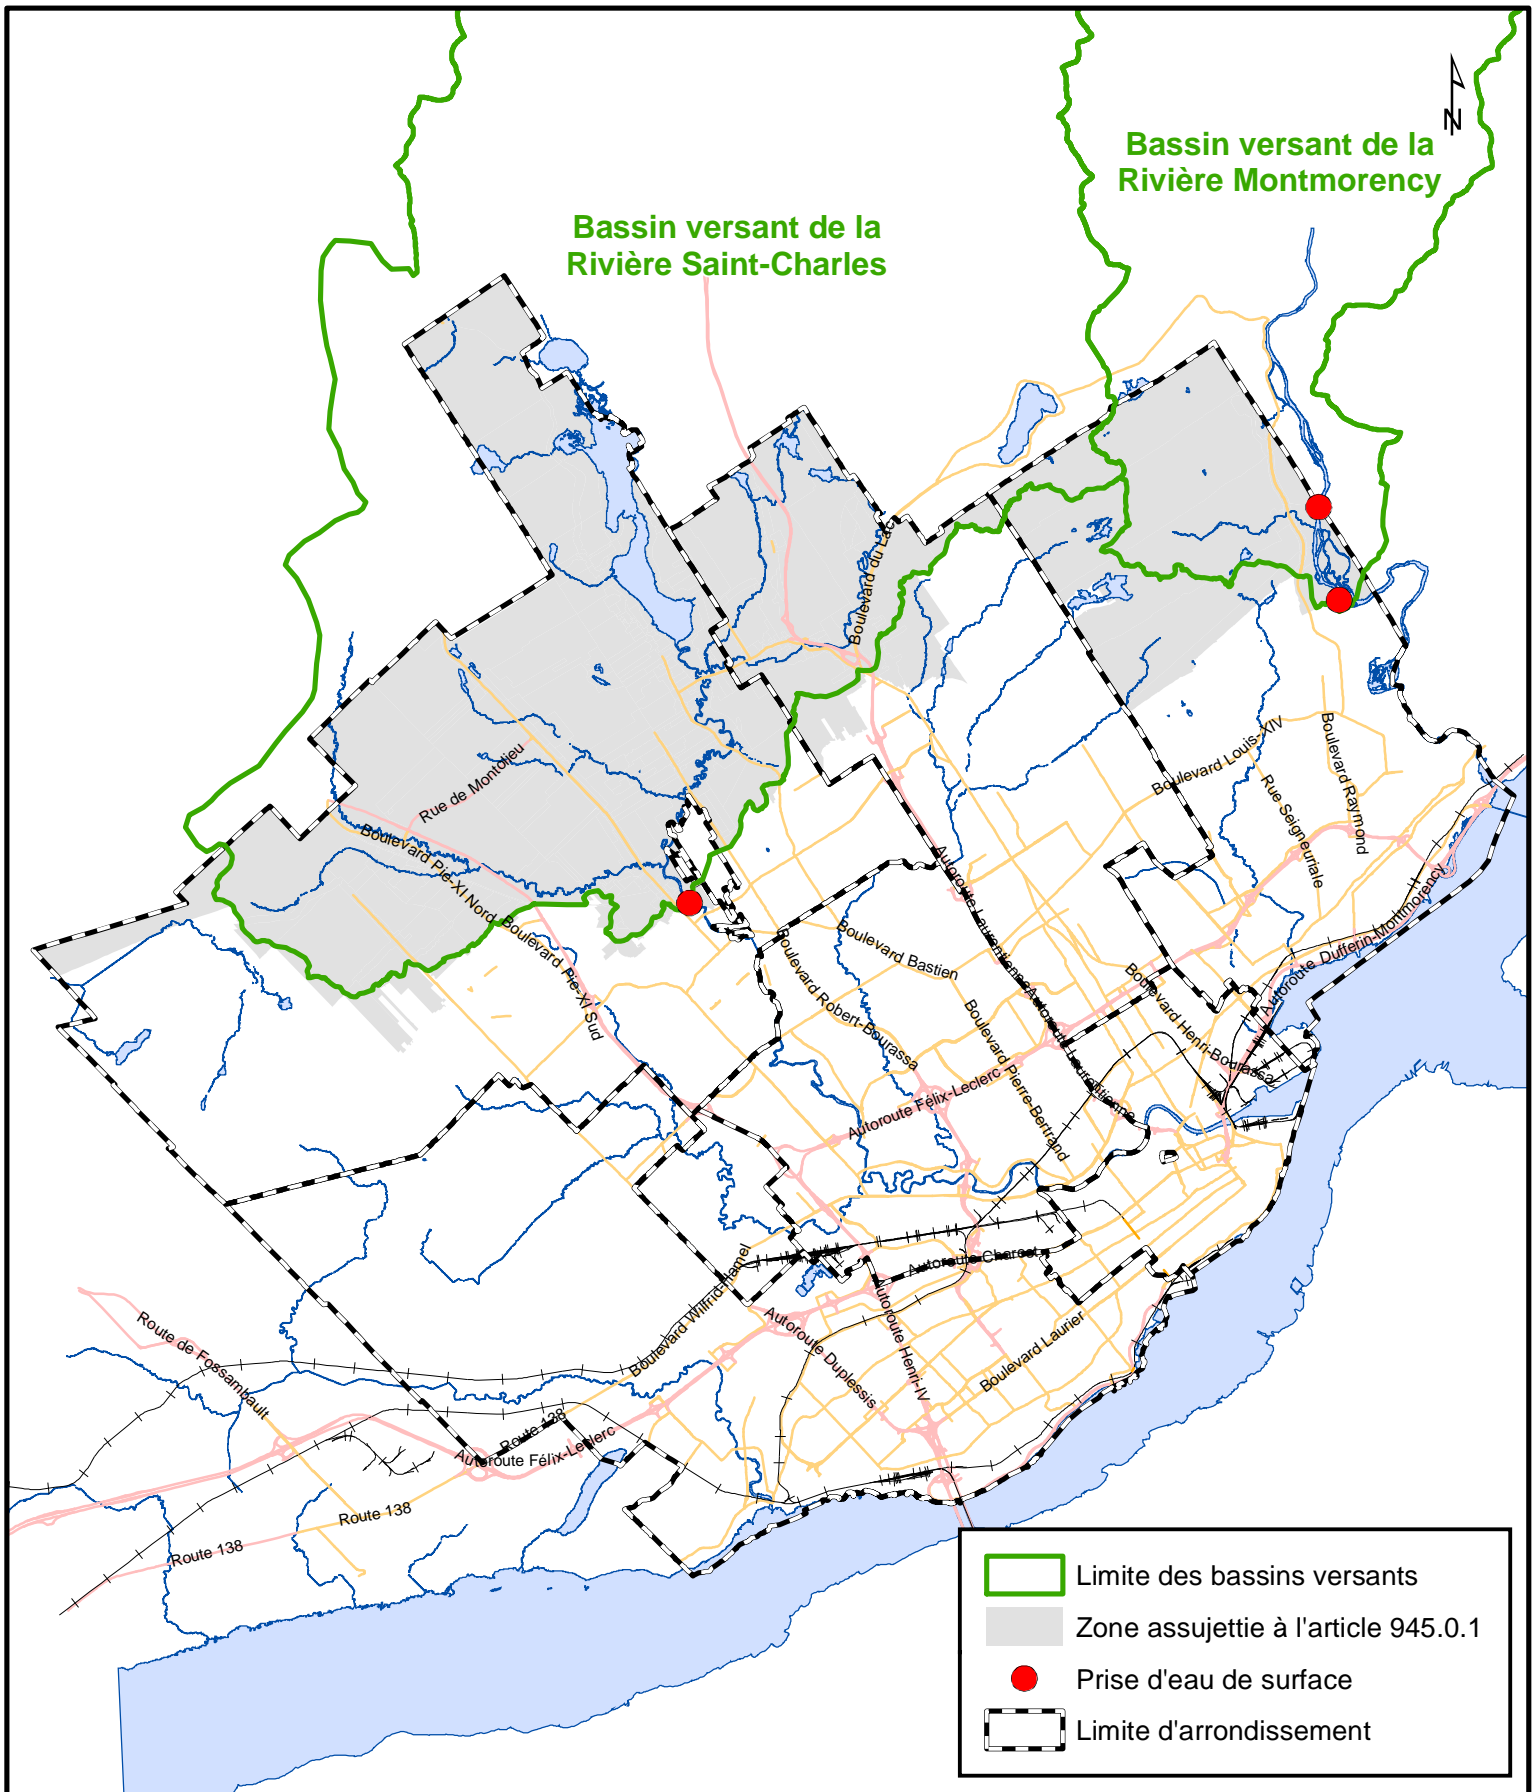 Bassin versant de la
Rivière Montmorency
N
Bassin versant de la
Rivière Saint-Charles
Boulevard du Lac
Rue de Montolieu
Boulevard Louis-XIV
Boulevard Raymond
Rue Seigneuriale
Boulevard Pie-XI Nord
Boulevard Pie-XI Sud
Autoroute Laurentienne
Autoroute Laurentienne
Boulevard Bastien
Boulevard Robert-Bourassa
Boulevard Pierre-Bertrand
Boulevard Henri-Bourassa
Autoroute Dufferin-Montmorency
Autoroute Félix-Leclerc
Autoroute Charest
Boulevard Wilfrid-Hamel
Autoroute Duplessis
Autoroute Henri-IV
Boulevard Laurier
Route de Fossambault
Route 138
Autoroute Félix-Leclerc
Route 138
Route 138
Limite des bassins versants
Zone assujettie à l'article 945.0.1
Prise d'eau de surface
Limite d'arrondissement